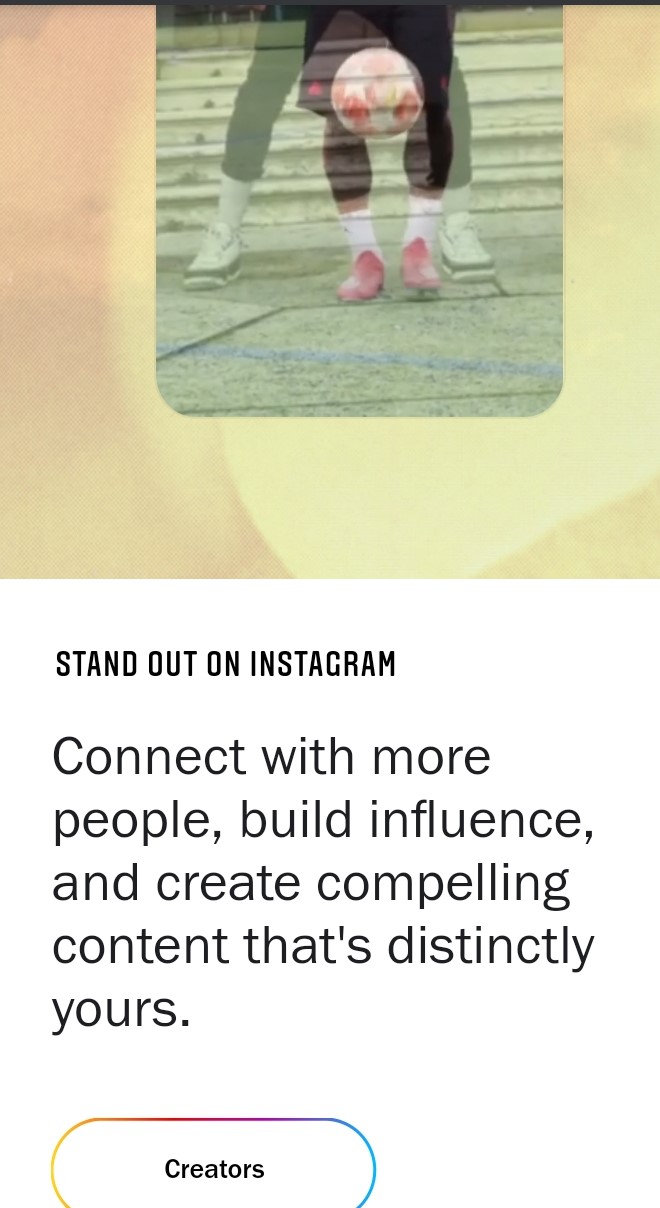 STAND OUT ON INSTAGRAM
Connect with more
people, build influence,
and create compelling
content that's distinctly
yours.
Creators